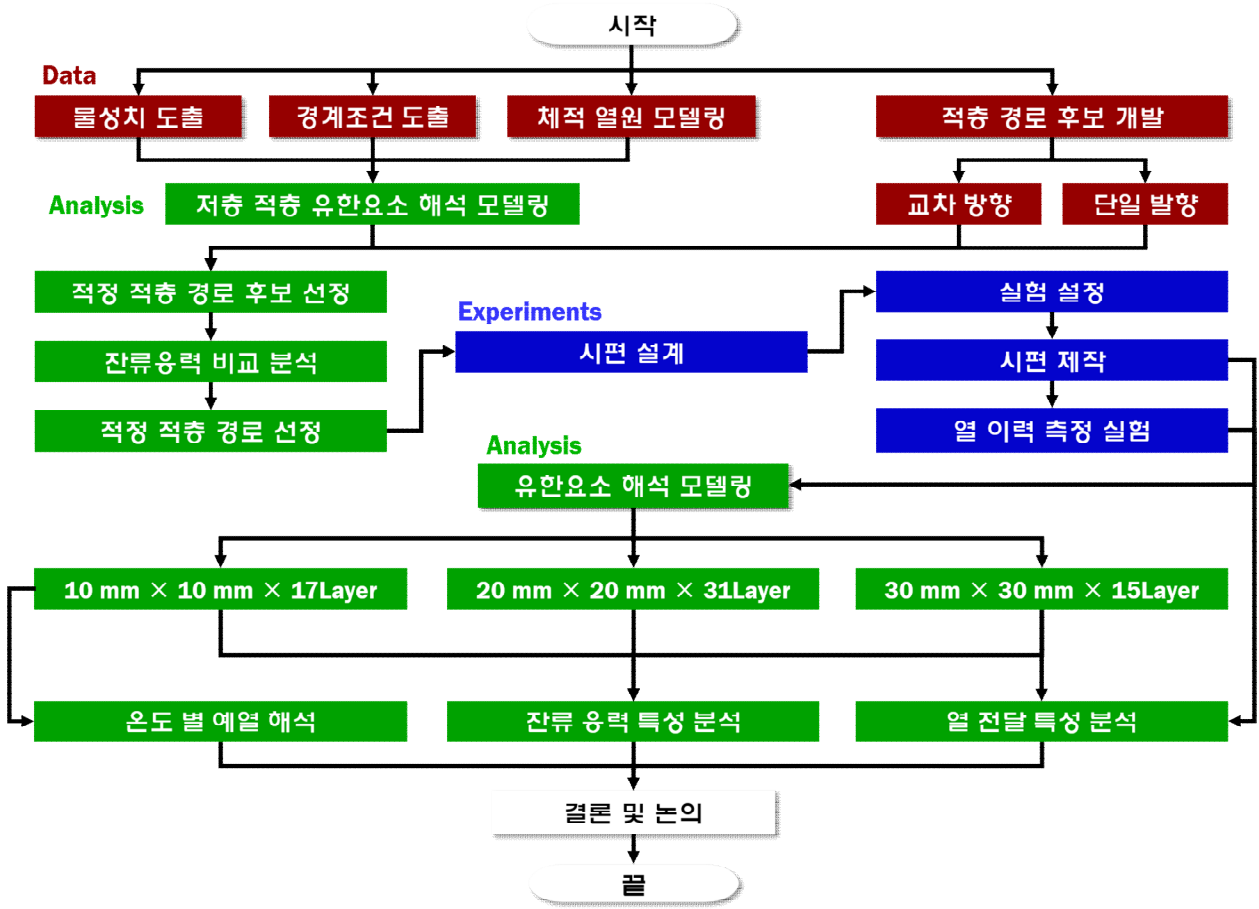 시작
Data
물성치 도출
경계조건 도출
체적 열원 모델링
적층 경로 후보 개발
Analysis
저층 적층 유한요소 해석 모델링
교차 방향
단일 발향
적정 적층 경로 후보 선정
Experiments
실험 설정
잔류응력 비교 분석
시편 설계
시편 제작
적정 적층 경로 선정
열 이력 측정 실험
Analysis
유한요소 해석 모델링
10 mm × 10 mm × 17Layer
20 mm × 20 mm × 31Layer
30 mm × 30 mm × 15Layer
온도 별 예열 해석
잔류 응력 특성 분석
열 전달 특성 분석
결론 및 논의
끝